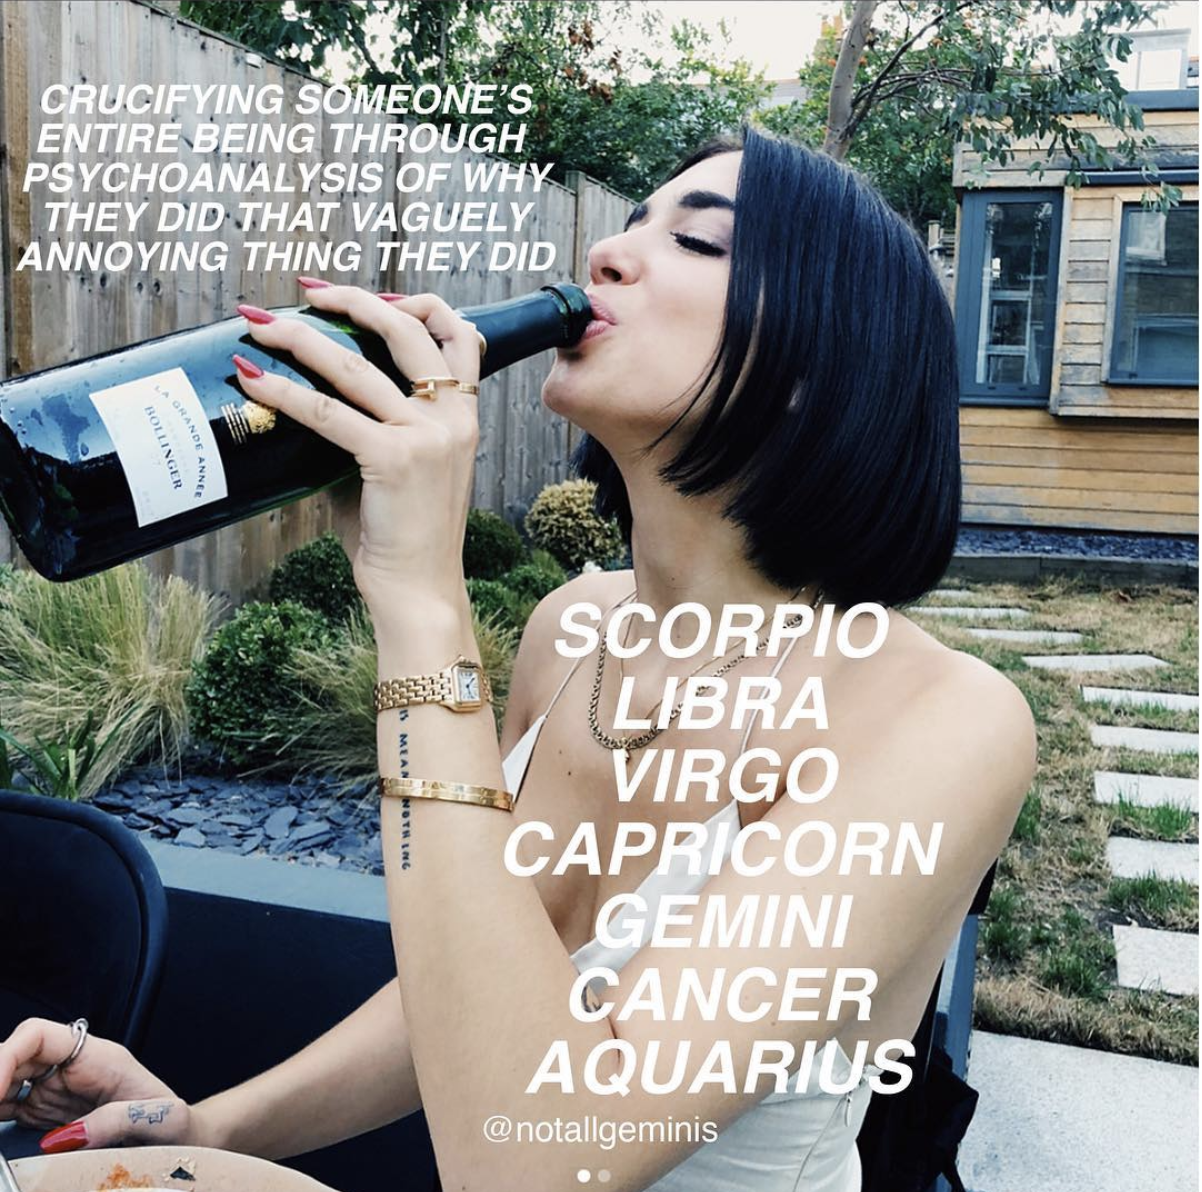 CRUCIFYING SOMEONE'S
ENTIRE BEING THROUGH
PSYCHOANALYSIS OF WHY
THEY DID THAT VAGUELY
ANNOYING THING THEY DID
LA GRANDE ANNÉE
BOLLINGER
SCORPIO
LIBRA
VIRGO
CAPRICORN
GEMINI
CANCER
AQUARIUS
@notallgeminis